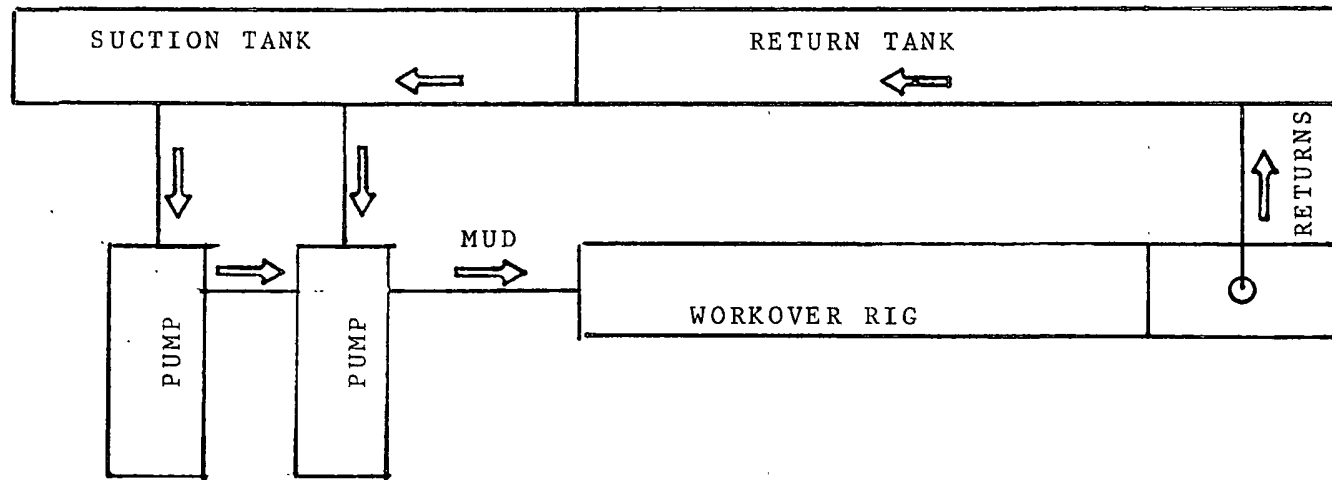 SUCTION TANK
RETURN TANK
RETURNS
MUD
WORKOVER RIG
PUMP
PUMP